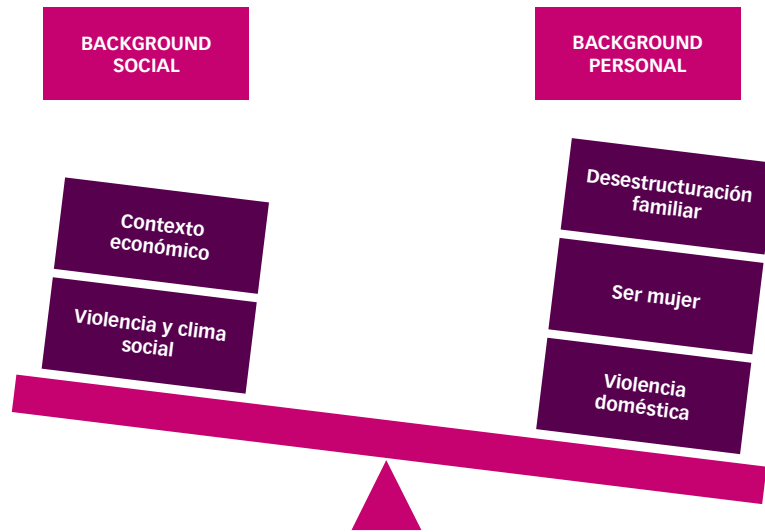 BACKGROUND
SOCIAL
BACKGROUND
PERSONAL
Contexto
económico
Violencia y clima
social
Desestructuración
familiar
Ser mujer
Violencia
doméstica